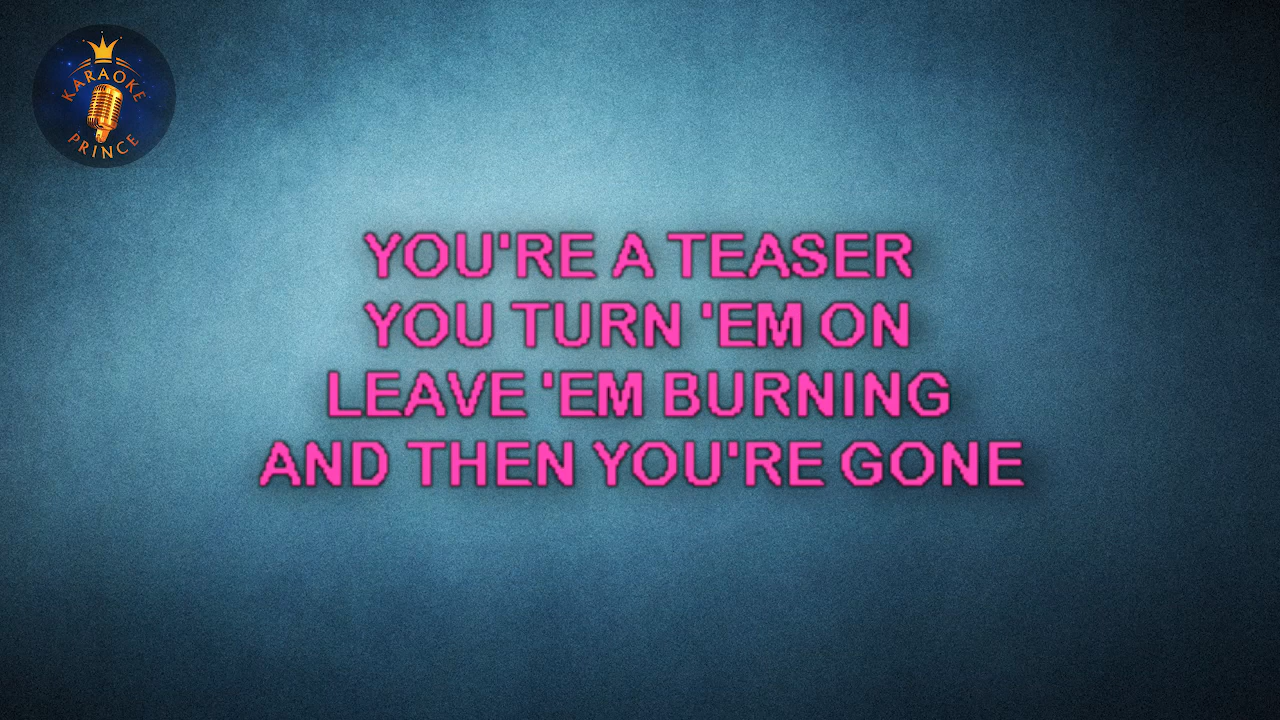 KARAOKE
PRINCE
YOU'RE A TEASER
YOU TURN 'EM ON
LEAVE 'EM BURNING
AND THEN YOU'RE GONE